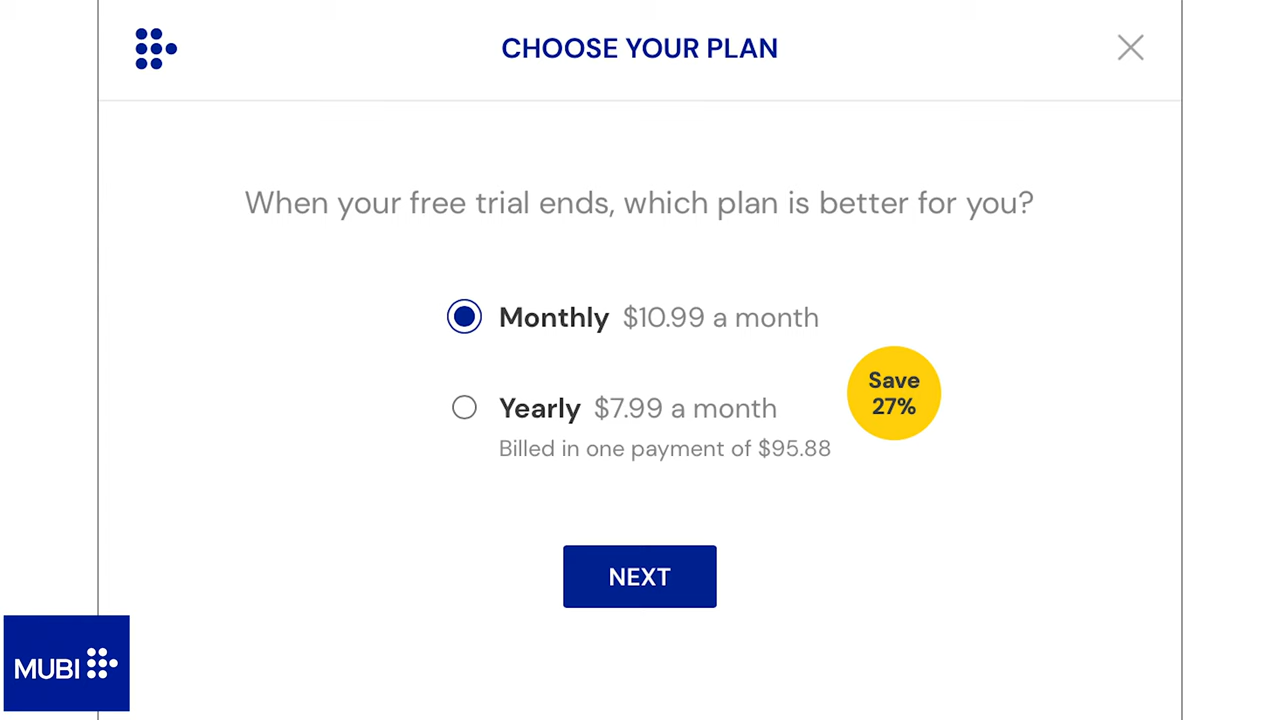 CHOOSE YOUR PLAN
When your free trial ends, which plan is better for you?
Monthly $10.99 a month
Save
27%
Yearly $7.99 a month
Billed in one payment of $95.88
NEXT
MUBI